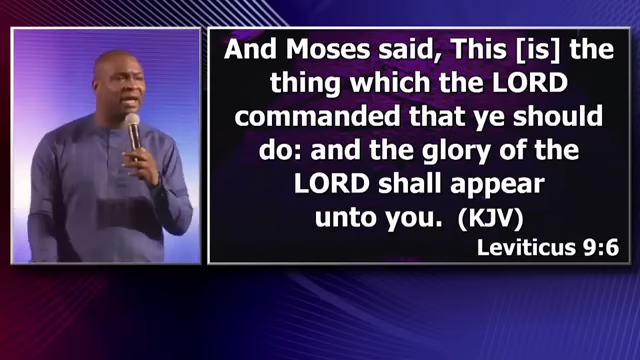 And Moses said, This [is] the
thing which the LORD
commanded that ye should
do: and the glory of the
LORD shall appear
unto you. (KJV)
Leviticus 9:6